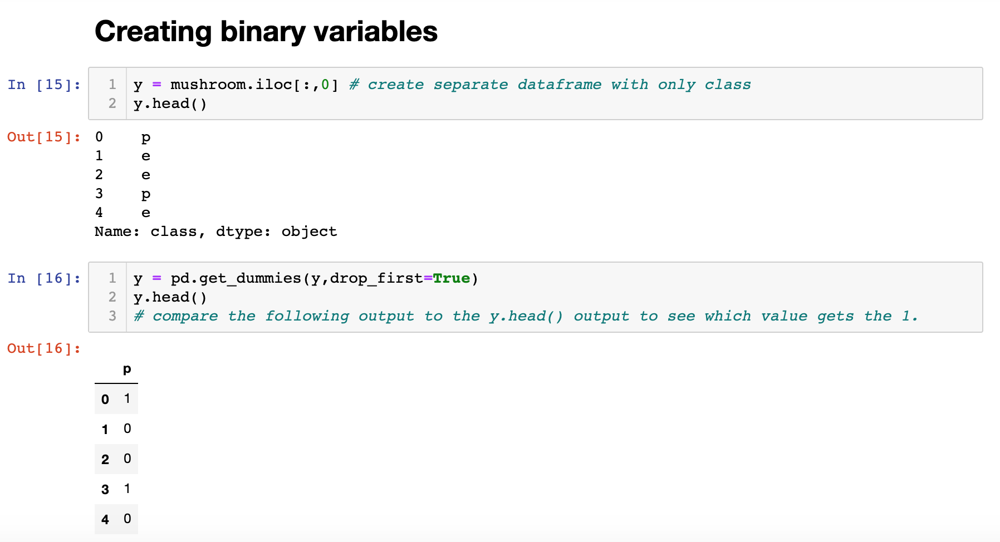 Creating binary variables
In [15]:
1 y = mushroom.iloc[:,0] # create separate dataframe with only class
2 y.head()
Out[15]:
0 p
1 e
2 e
3 p
4 e
Name: class, dtype: object
In [16]:
1 y = pd.get_dummies(y,drop_first=True)
2 y.head()
3 # compare the following output to the y.head() output to see which value gets the 1.
Out[16]:
p
0 1
1 0
2 0
3 1
4 0